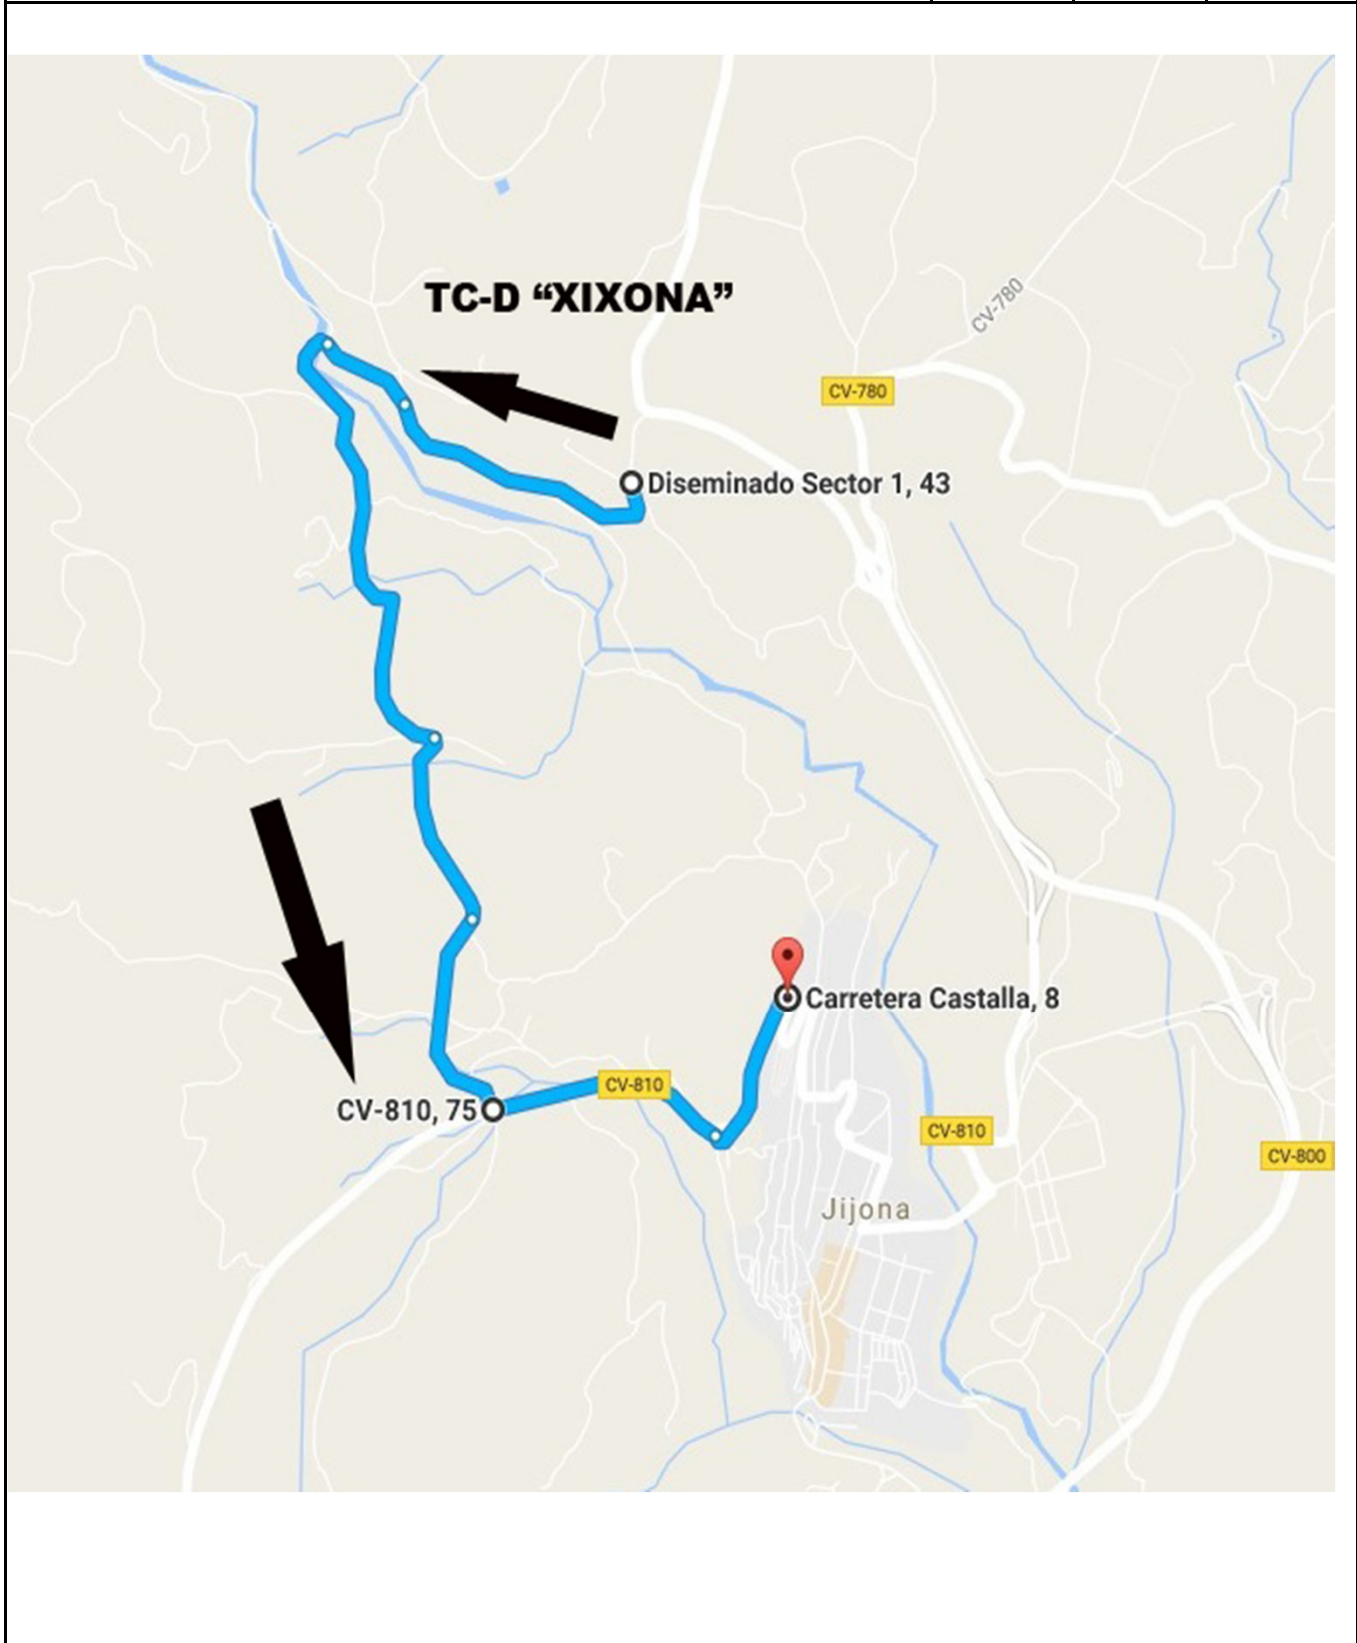 TC-D “XIXONA”
CV-780
CV-780
Diseminado Sector 1, 43
Carretera Castalla, 8
CV-810
CV-810, 75
CV-810
CV-800
Jijona